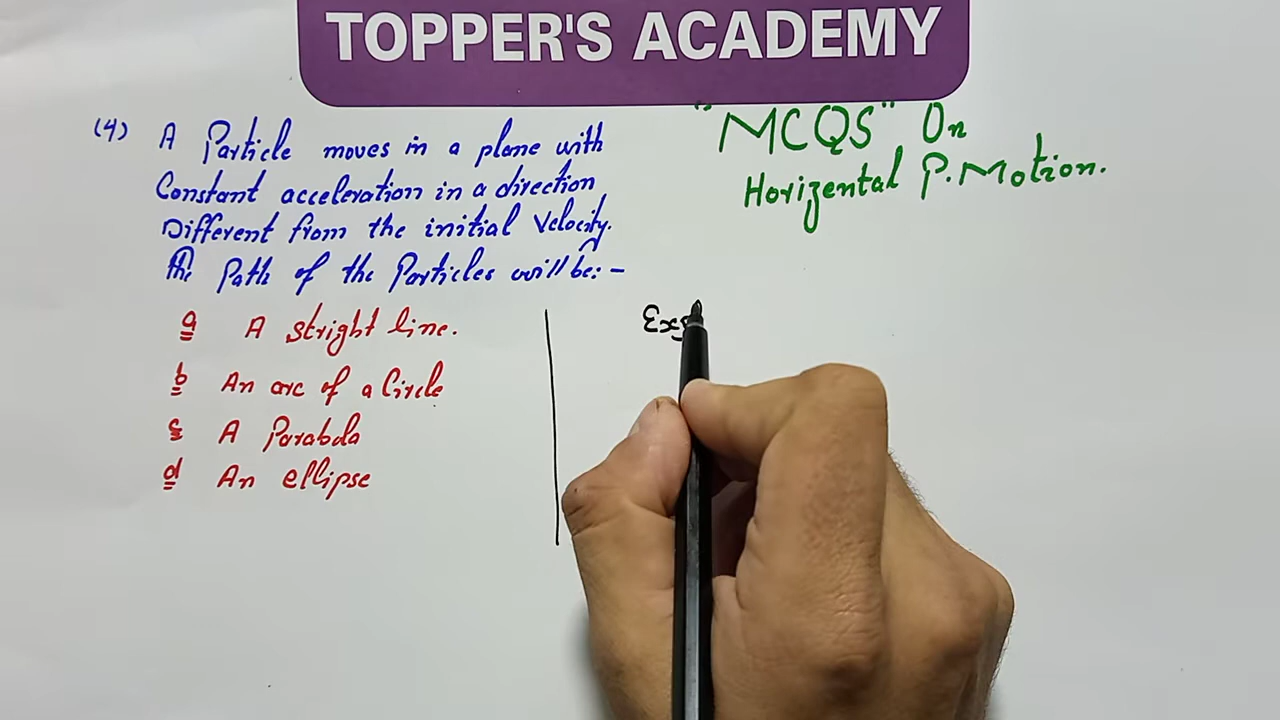 TOPPER'S ACADEMY
"MCQS" On
Horizental P.Motion.
(4) A Particle moves in a plane with
Constant acceleration in a direction
Different from the initial Velocity.
The Path of the Particles will be:-
a A stright line.
b An arc of a Circle
c A Parabola
d An ellipse
Exp